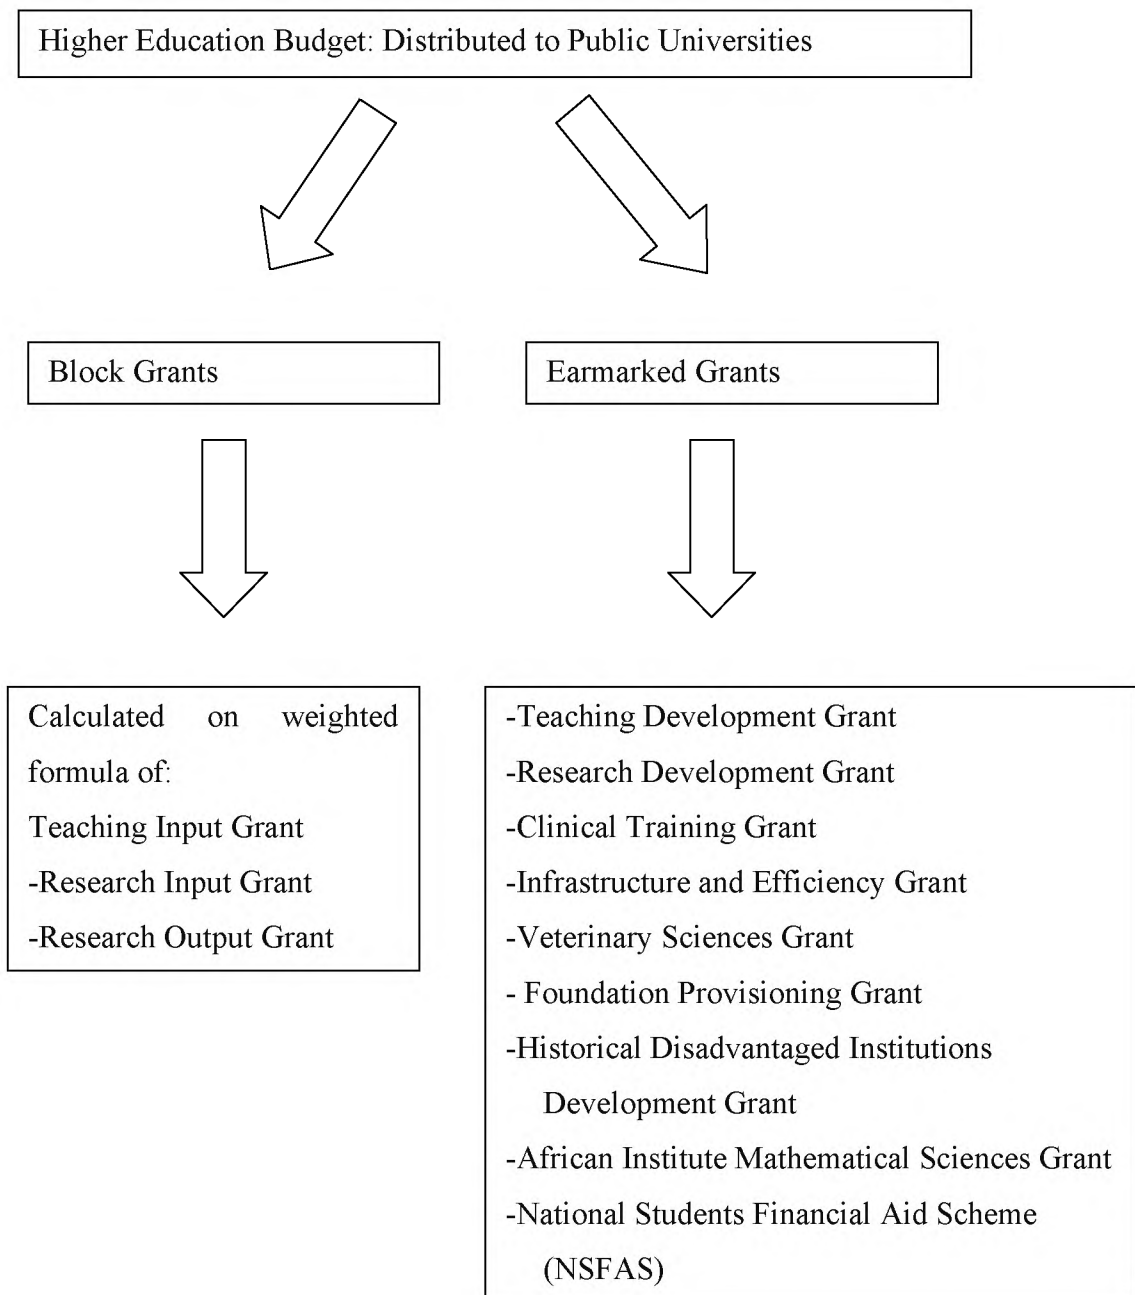 Higher Education Budget: Distributed to Public Universities
Block Grants
Earmarked Grants
Calculated on weighted
formula of:
Teaching Input Grant
-Research Input Grant
-Research Output Grant
-Teaching Development Grant
-Research Development Grant
-Clinical Training Grant
-Infrastructure and Efficiency Grant
-Veterinary Sciences Grant
- Foundation Provisioning Grant
-Historical Disadvantaged Institutions
Development Grant
-African Institute Mathematical Sciences Grant
-National Students Financial Aid Scheme
(NSFAS)